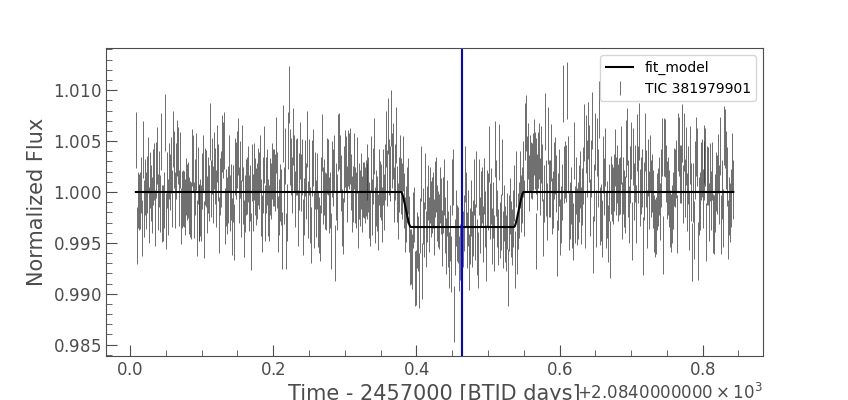 fit_model
TIC 381979901
1.010
1.005
1.000
0.995
0.990
0.985
Normalized Flux
0.0
0.2
0.4
0.6
0.8
Time - 2457000 [BTJD days]
+2.0840000000 × 10³